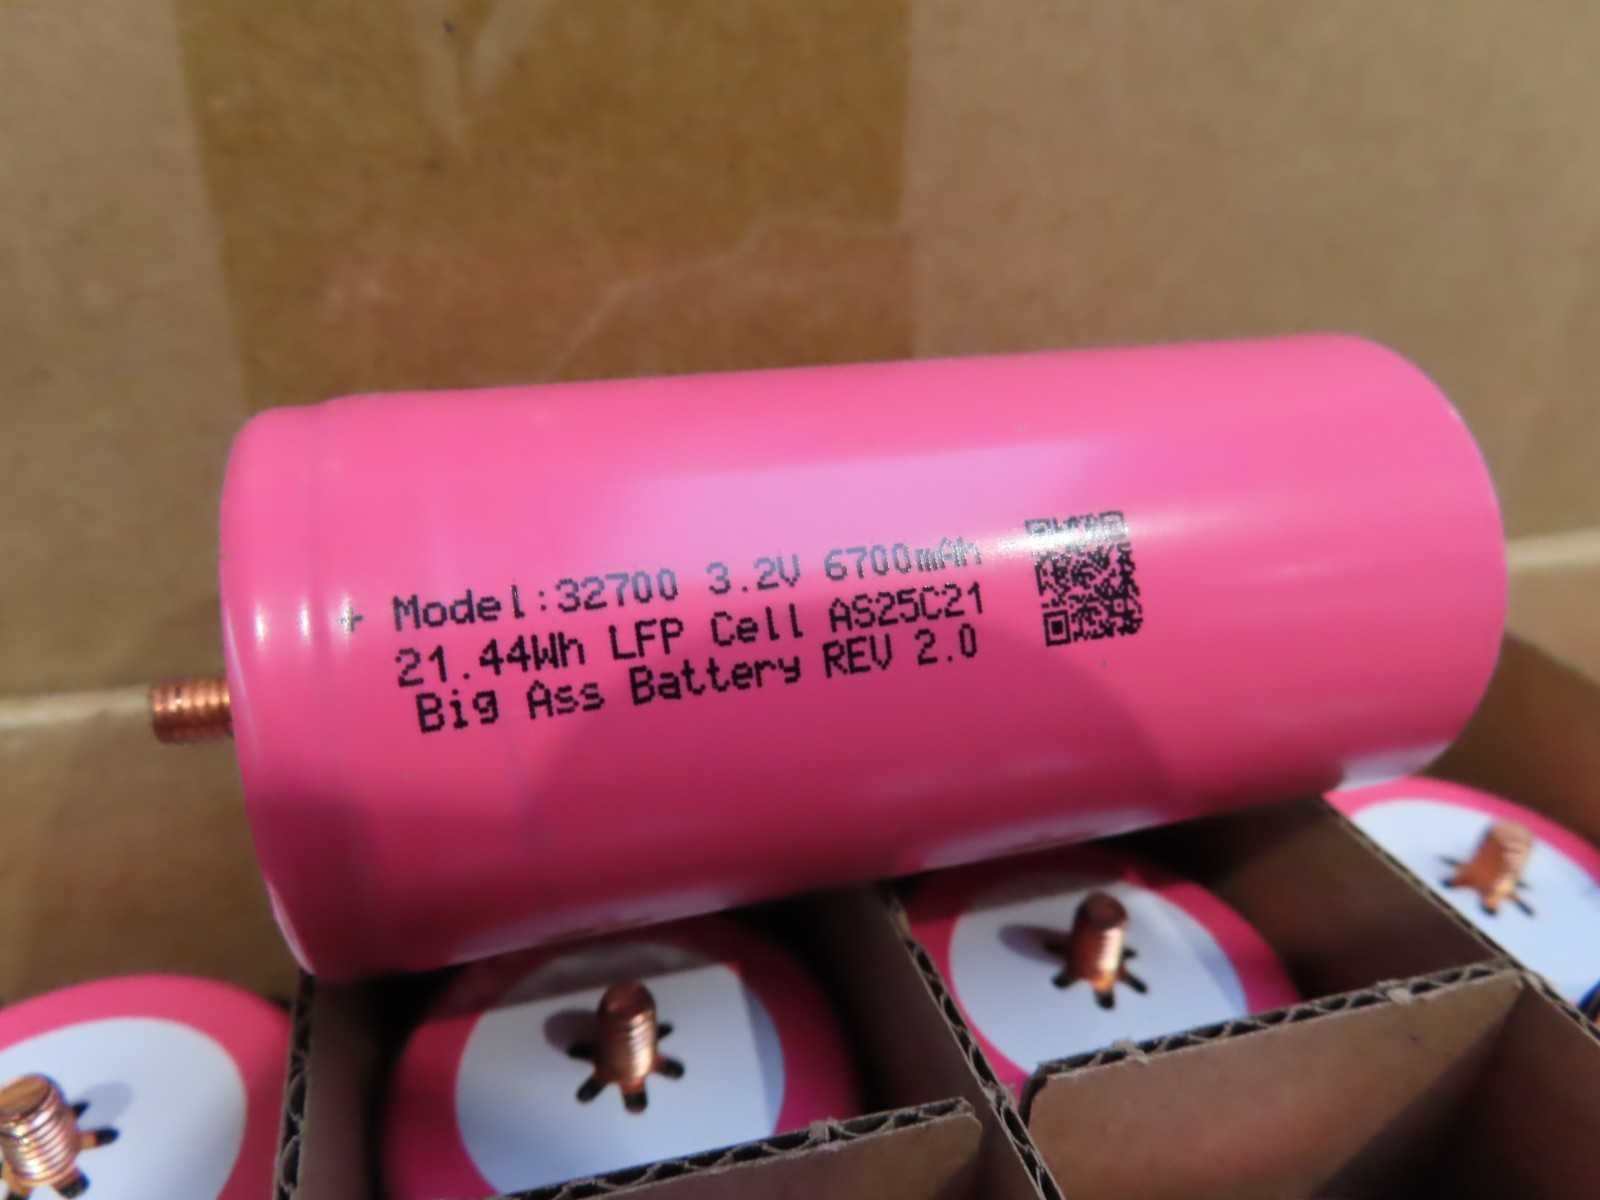 + Model:32700 3.2V 6700mAh
21.44Wh LFP Cell AS25C21
Big Ass Battery REV 2.0